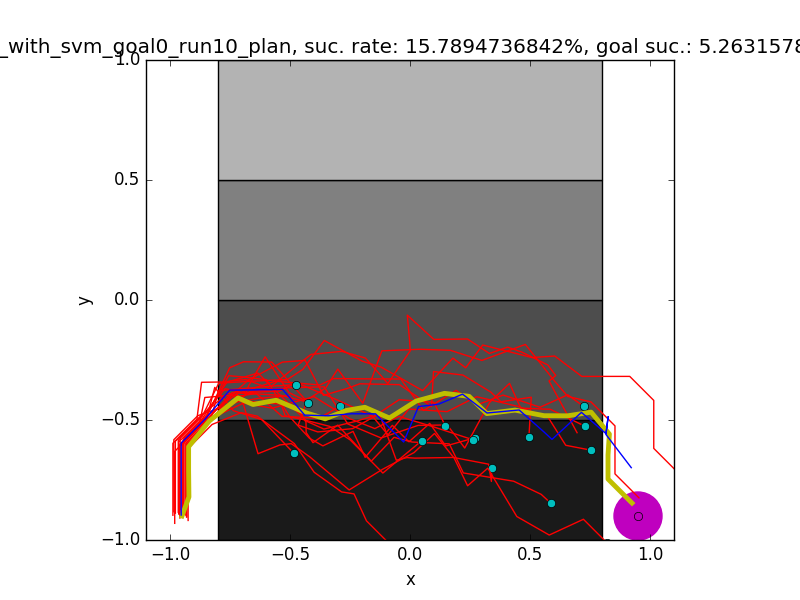 _with_svm_goal0_run10_plan, suc. rate: 15.7894736842%, goal suc.: 5.2631578
1.0
0.5
0.0
−0.5
−1.0
y
−1.0 −0.5 0.0 0.5 1.0
x